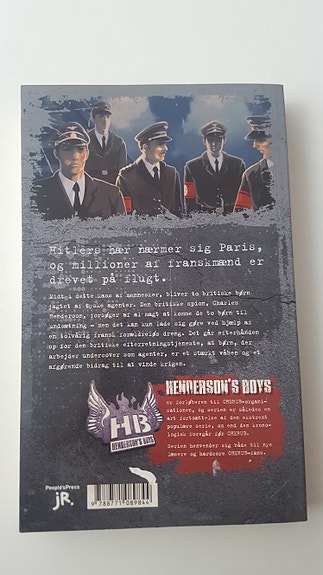 Hitlers hær nærmer sig Paris,
og millioner af franskmænd er
drevet på flugt.
Midt i dette kaos af mennesker, bliver to britiske børn
jagtet af tyske agenter. Den britiske spion, Charles
Henderson, forsøger af al magt at komme de to børn til
undsætning – men det kan kun lade sig gøre ved hjælp af
en tolvårig fransk forældreløs dreng. Det går efterhånden
op for den britiske efterretningstjeneste, at børn, der
arbejder undercover som agenter, er et stærkt våben og et
afgørende bidrag til at vinde krigen.
HENDERSON'S BOYS
er forløberen til CHERUB-organi-
sationen, og serien er således en
art fortsættelse af den ekstremt
populære serie, om end den krono-
logisk foregår før CHERUB.
Serien henvender sig både til nye
læsere og hardcore CHERUB-fans.
HB
HENDERSON'S BOYS
People'sPress
JR.
9 788771 089844